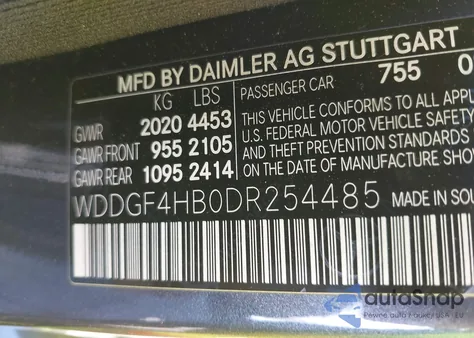 MFD BY DAIMLER AG STUTTGART
KG LBS PASSENGER CAR 755 0
GVWR 2020 4453
GAWR FRONT 955 2105
GAWR REAR 1095 2414
THIS VEHICLE CONFORMS TO ALL APPL
U.S. FEDERAL MOTOR VEHICLE SAFETY
AND THEFT PREVENTION STANDARDS
ON THE DATE OF MANUFACTURE SHOW
WDDGF4HB0DR254485 MADE IN SOU
autoSnap